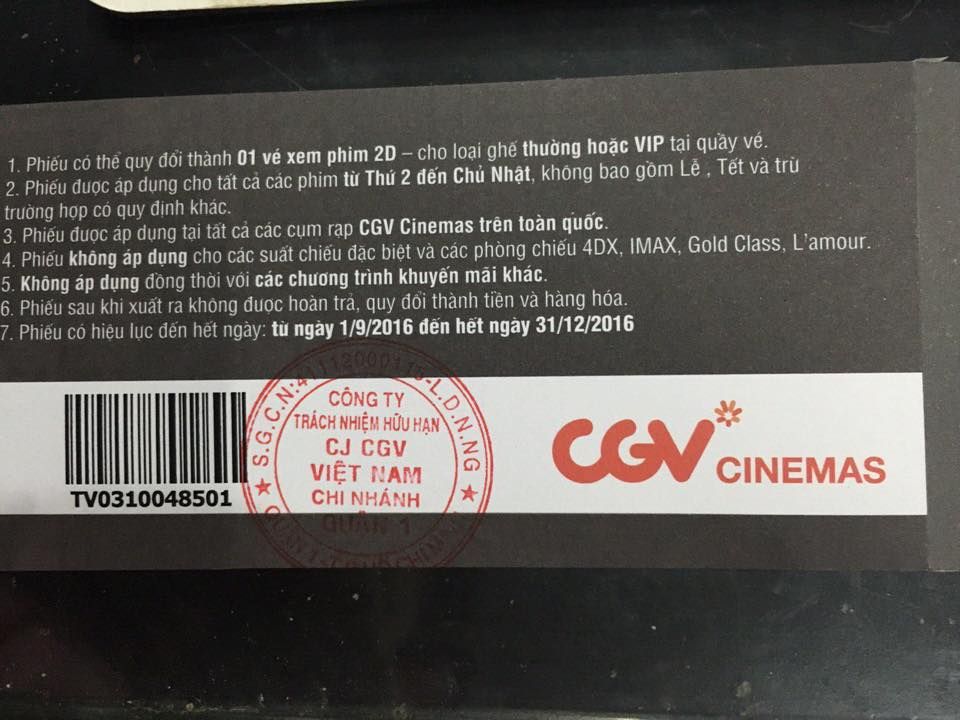 1. Phiếu có thể quy đổi thành 01 vé xem phim 2D – cho loại ghế thường hoặc VIP tại quầy vé.
2. Phiếu được áp dụng cho tất cả các phim từ Thứ 2 đến Chủ Nhật, không bao gồm Lễ , Tết và trừ
trường hợp có quy định khác.
3. Phiếu được áp dụng tại tất cả các cụm rạp CGV Cinemas trên toàn quốc.
4. Phiếu không áp dụng cho các suất chiếu đặc biệt và các phòng chiếu 4DX, IMAX, Gold Class, L'amour.
5. Không áp dụng đồng thời với các chương trình khuyến mãi khác.
6. Phiếu sau khi xuất ra không được hoàn trả, quy đổi thành tiền và hàng hóa.
7. Phiếu có hiệu lực đến hết ngày: từ ngày 1/9/2016 đến hết ngày 31/12/2016
TV0310048501
S.G.C.N: L.D.N.NG
CÔNG TY
TRÁCH NHIỆM HỮU HẠN
CJ CGV
VIỆT NAM
CHI NHÁNH
QUẬN 1
CGV CINEMAS